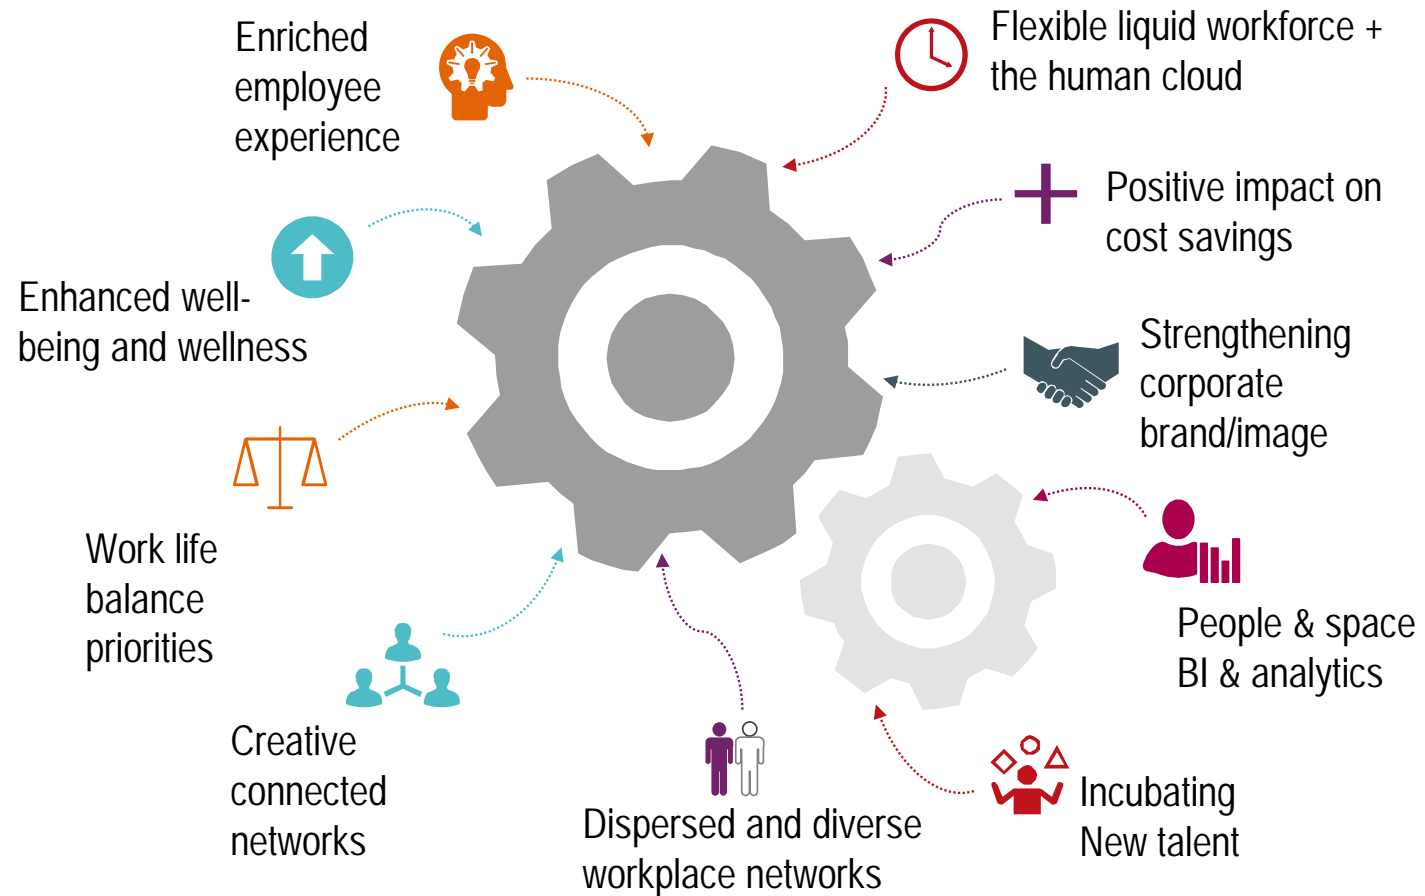 Enriched
employee
experience
Flexible liquid workforce +
the human cloud
Positive impact on
cost savings
Enhanced well-
being and wellness
Strengthening
corporate
brand/image
Work life
balance
priorities
People & space
BI & analytics
Creative
connected
networks
Dispersed and diverse
workplace networks
Incubating
New talent